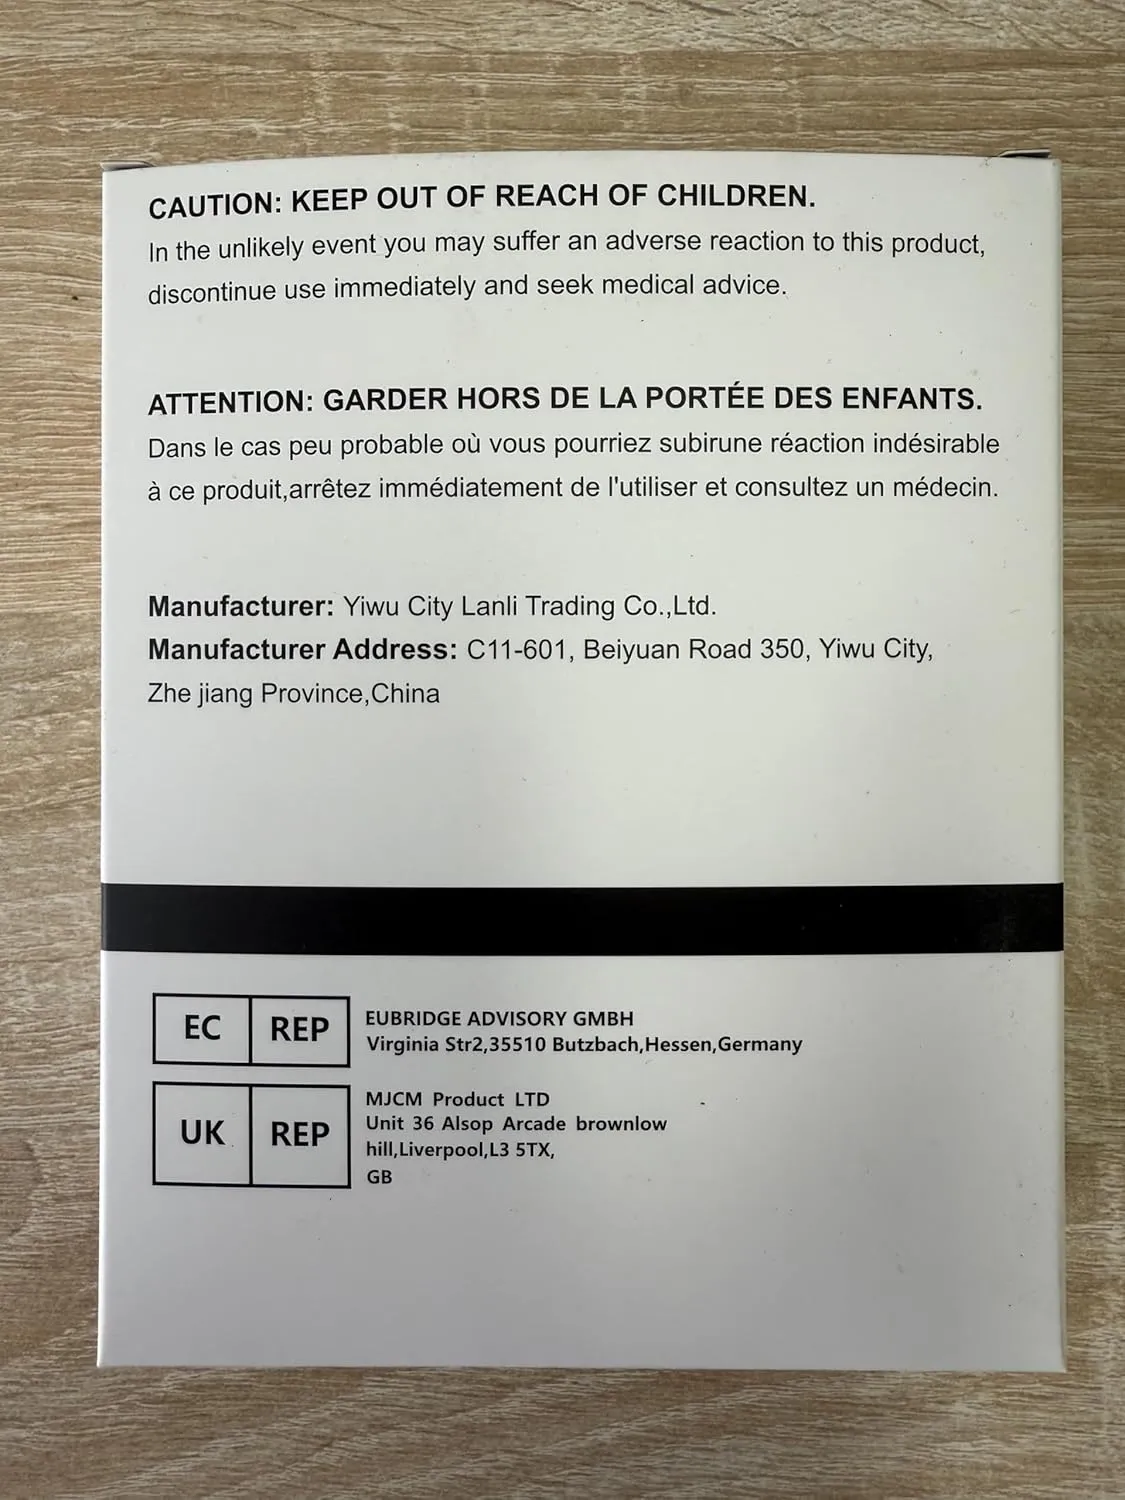 CAUTION: KEEP OUT OF REACH OF CHILDREN.
In the unlikely event you may suffer an adverse reaction to this product,
discontinue use immediately and seek medical advice.
ATTENTION: GARDER HORS DE LA PORTÉE DES ENFANTS.
Dans le cas peu probable où vous pourriez subirune réaction indésirable
à ce produit,arrêtez immédiatement de l'utiliser et consultez un médecin.
Manufacturer: Yiwu City Lanli Trading Co.,Ltd.
Manufacturer Address: C11-601, Beiyuan Road 350, Yiwu City,
Zhe jiang Province,China
EC REP
EUBRIDGE ADVISORY GMBH
Virginia Str2,35510 Butzbach,Hessen,Germany
UK REP
MJCM Product LTD
Unit 36 Alsop Arcade brownlow
hill,Liverpool,L3 5TX,
GB